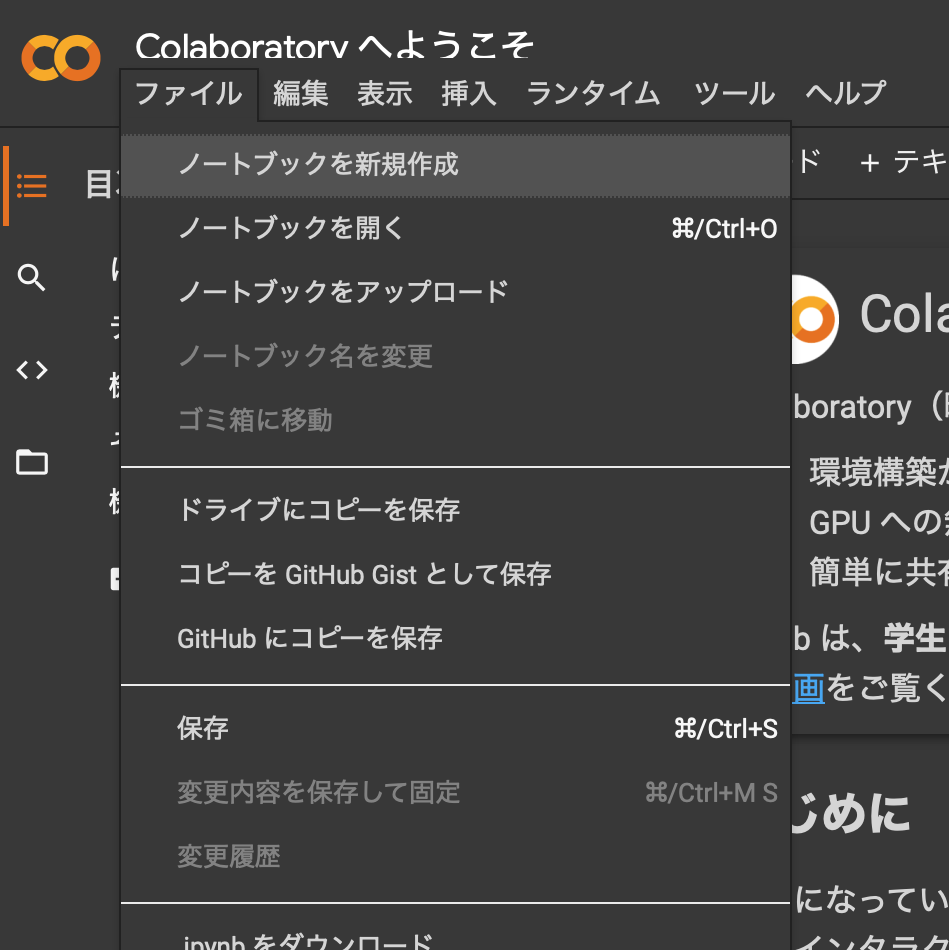 Colaboratory へようこそ
ファイル 編集 表示 挿入 ランタイム ツール ヘルプ
ノートブックを新規作成
ド + テキ
目
ノートブックを開く ⌘/Ctrl+O
ノートブックをアップロード
Cola
ノートブック名を変更
boratory（
ゴミ箱に移動
環境構築が
ドライブにコピーを保存
GPU への
コピーを GitHub Gist として保存
簡単に共有
GitHub にコピーを保存
b は、学生
画をご覧く
保存 ⌘/Ctrl+S
変更内容を保存して固定 ⌘/Ctrl+M S
じめに
変更履歴
になってい
.ipynb をダウンロード
インタラク